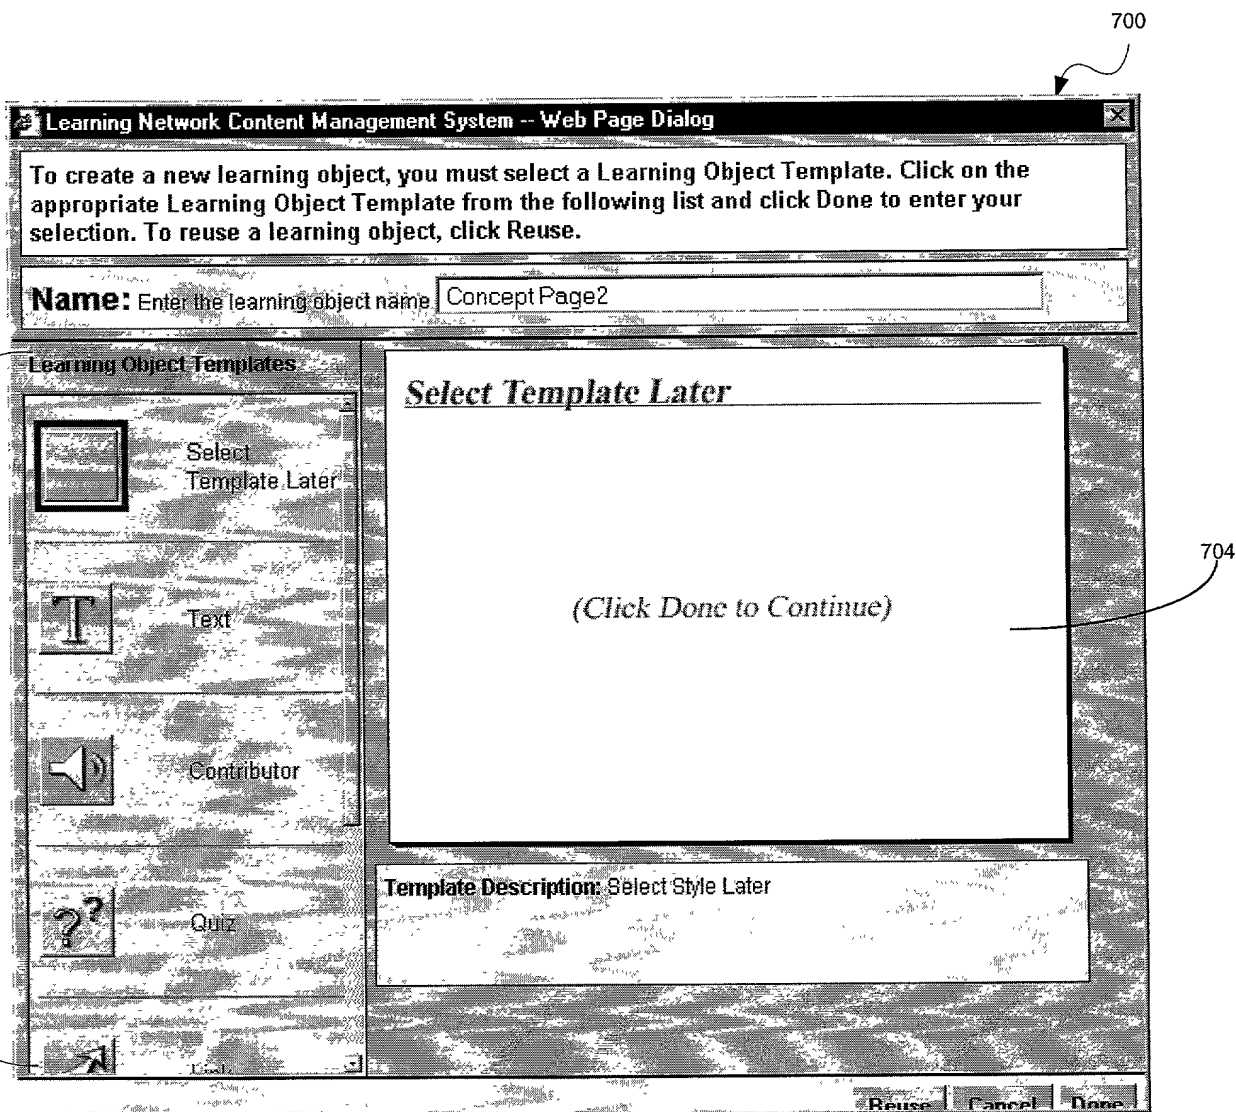 700
Learning Network Content Management System -- Web Page Dialog
To create a new learning object, you must select a Learning Object Template. Click on the
appropriate Learning Object Template from the following list and click Done to enter your
selection. To reuse a learning object, click Reuse.
Name: Enter the learning object name. Concept Page2
Learning Object Templates
Select Template Later
Select
Template Later
704
(Click Done to Continue)
T
Text
Contributor
Template Description: Select Style Later
??
Quiz
Reuse Cancel Done